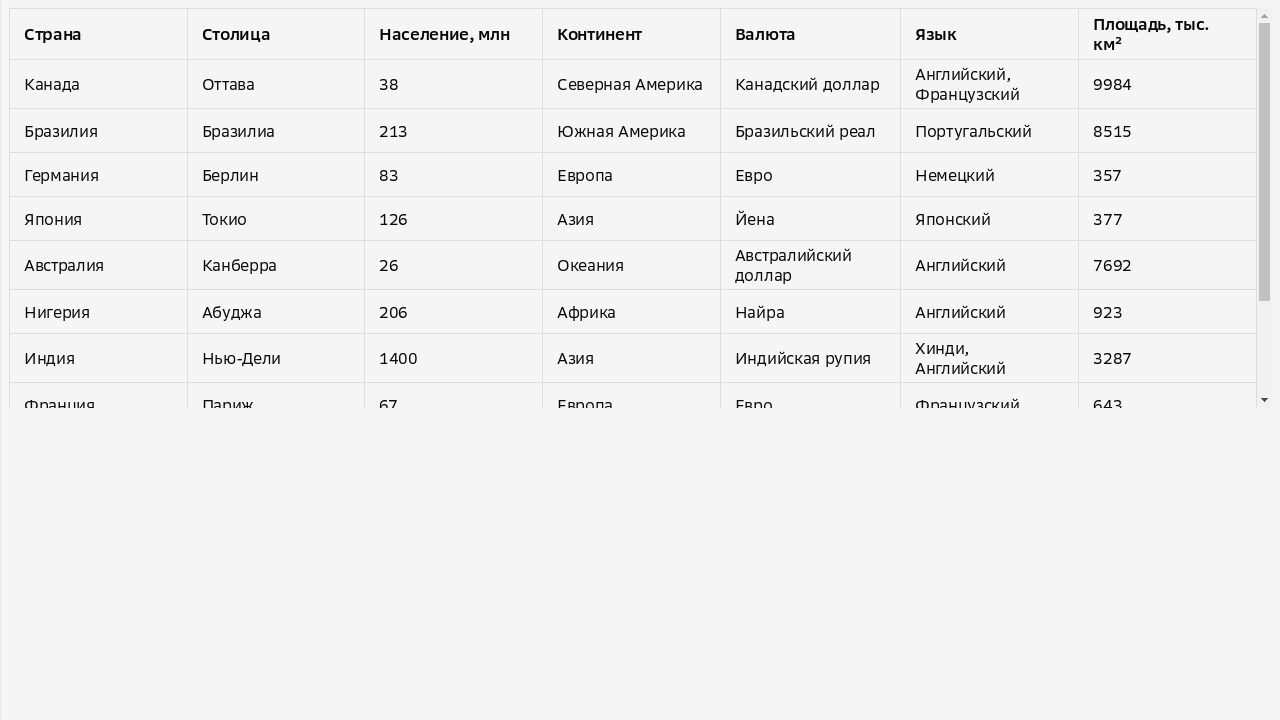 Страна Столица Население, млн Континент Валюта Язык Площадь, тыс. км²
Канада Оттава 38 Северная Америка Канадский доллар Английский, Французский 9984
Бразилия Бразилиа 213 Южная Америка Бразильский реал Португальский 8515
Германия Берлин 83 Европа Евро Немецкий 357
Япония Токио 126 Азия Йена Японский 377
Австралия Канберра 26 Океания Австралийский доллар Английский 7692
Нигерия Абуджа 206 Африка Найра Английский 923
Индия Нью-Дели 1400 Азия Индийская рупия Хинди, Английский 3287
Франция Париж 67 Европа Евро Французский 643